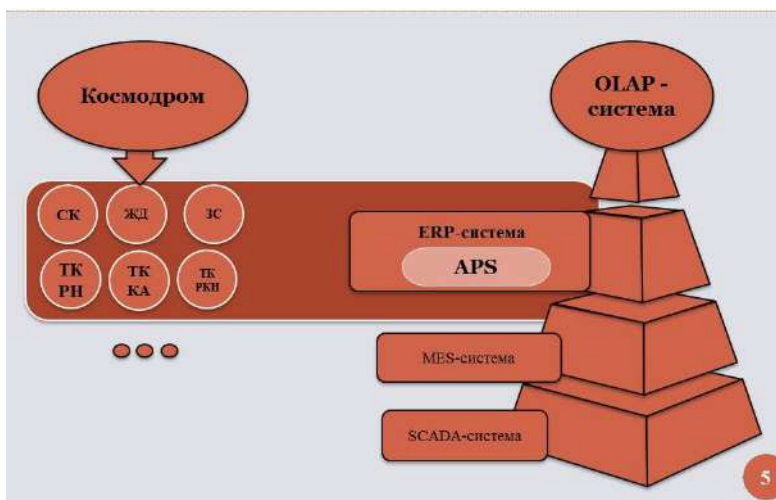 Космодром
OLAP -
система
СК
ЖД
ЗС
ERP-система
APS
ТК
РН
ТК
КА
ТК
РКН
MES-система
SCADA-система
5